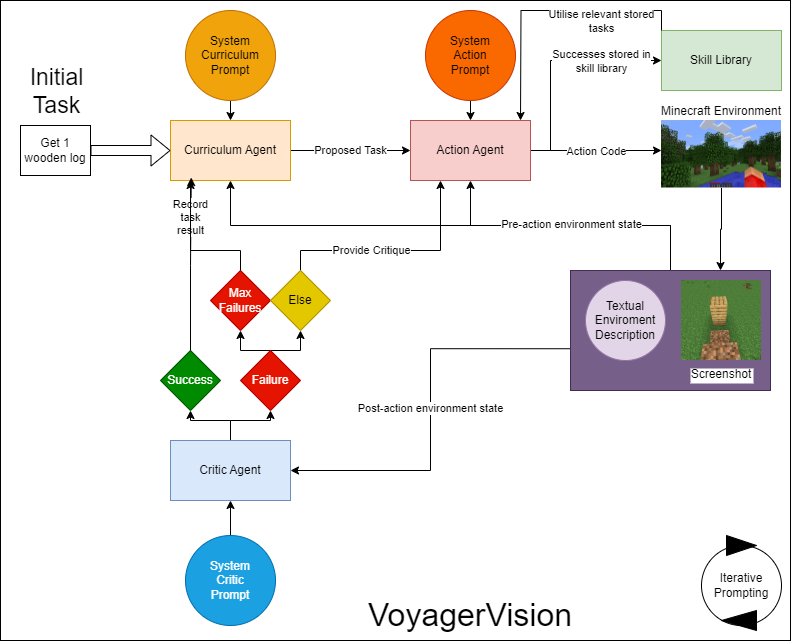 System
Curriculum
Prompt
System
Action
Prompt
Utilise relevant stored
tasks
Successes stored in
skill library
Skill Library
Initial
Task
Get 1
wooden log
Curriculum Agent
Proposed Task
Action Agent
Action Code
Minecraft Environment
Record
task
result
Pre-action environment state
Provide Critique
Max
Failures
Else
Textual
Enviroment
Description
Screenshot
Success
Failure
Post-action environment state
Critic Agent
System
Critic
Prompt
Iterative
Prompting
VoyagerVision